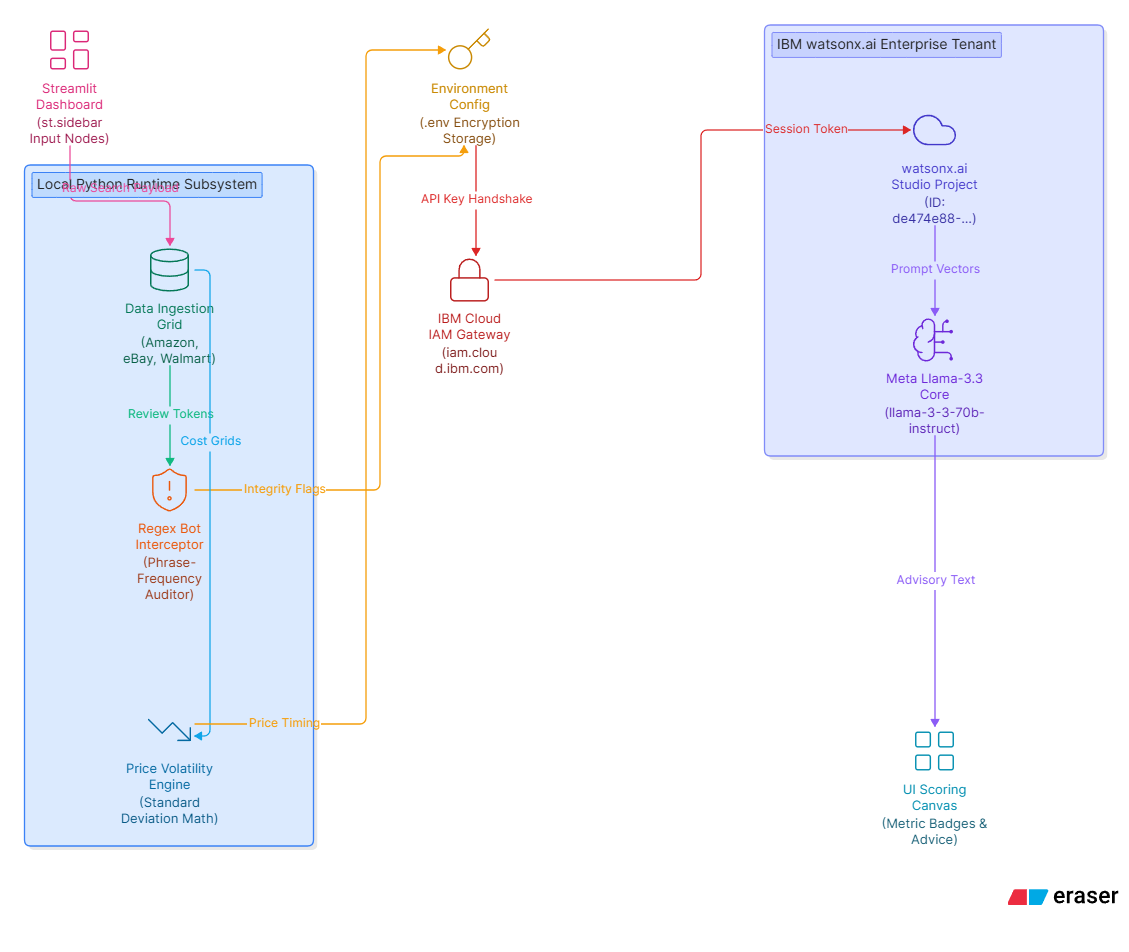 Streamlit
Dashboard
(st.sidebar
Input Nodes)
Raw Search Payload
Local Python Runtime Subsystem
Data Ingestion
Grid
(Amazon,
eBay, Walmart)
Review Tokens
Cost Grids
Regex Bot
Interceptor
(Phrase-
Frequency
Auditor)
Integrity Flags
Price Timing
Price Volatility
Engine
(Standard
Deviation Math)
Environment
Config
(.env Encryption
Storage)
API Key Handshake
IBM Cloud
IAM Gateway
(iam.clou
d.ibm.com)
Session Token
IBM watsonx.ai Enterprise Tenant
watsonx.ai
Studio Project
(ID:
de474e88-...)
Prompt Vectors
Meta Llama-3.3
Core
(llama-3-3-70b-
instruct)
Advisory Text
UI Scoring
Canvas
(Metric Badges &
Advice)
eraser